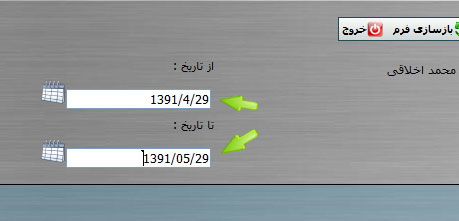 بازسازی فرم خروج
محمد اخلاقی
از تاریخ :
1391/4/29
تا تاریخ :
1391/05/29